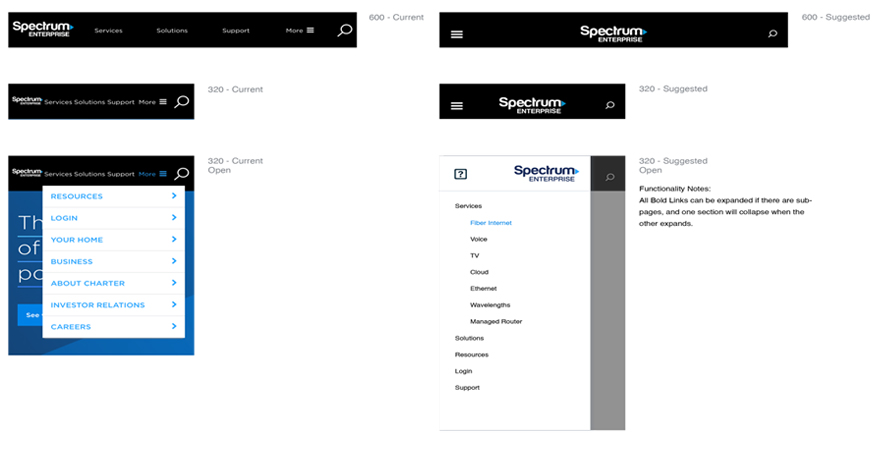 Spectrum
ENTERPRISE
Services
Solutions
Support
More
600 - Current
Spectrum
ENTERPRISE
600 - Suggested
Spectrum
ENTERPRISE
Services Solutions Support More
320 - Current
Spectrum
ENTERPRISE
320 - Suggested
Spectrum
ENTERPRISE
Services Solutions Support More
320 - Current
Open
RESOURCES
LOGIN
YOUR HOME
BUSINESS
ABOUT CHARTER
INVESTOR RELATIONS
CAREERS
Th
of
po
See
?
Spectrum
ENTERPRISE
Services
Fiber Internet
Voice
TV
Cloud
Ethernet
Wavelengths
Managed Router
Solutions
Resources
Login
Support
320 - Suggested
Open
Functionality Notes:
All Bold Links can be expanded if there are sub-
pages, and one section will collapse when the
other expands.